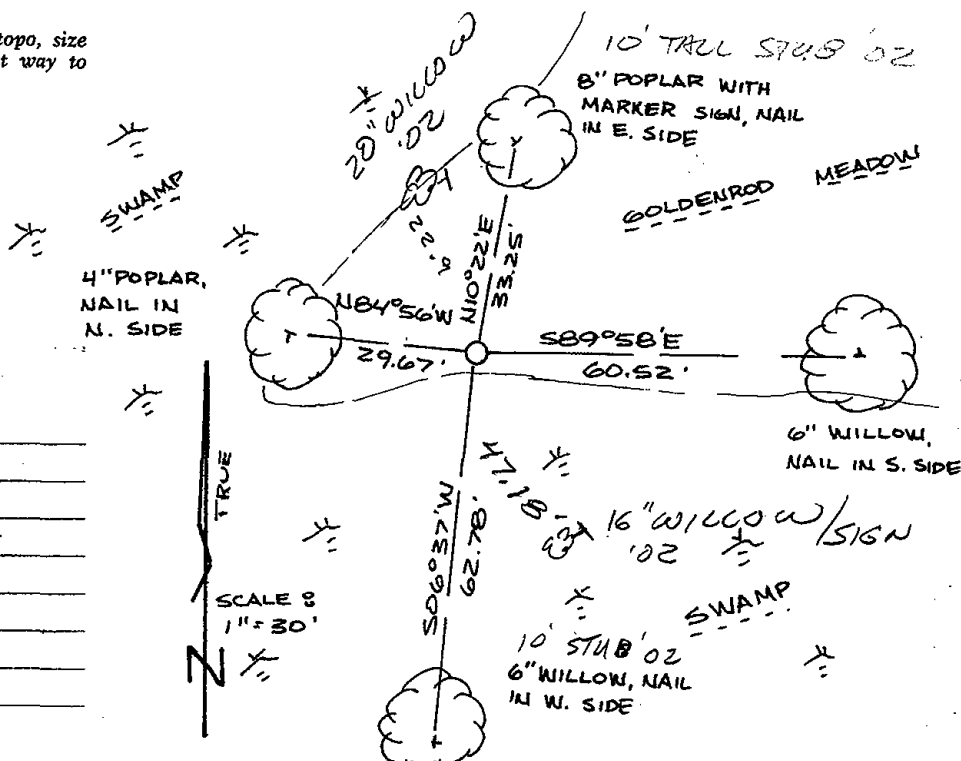 topo, size
t way to
10' TALL STUB '02
8" POPLAR WITH
MARKER SIGN, NAIL
IN E. SIDE
20" WILLOW
'02
SWAMP
GOLDENROD MEADOW
4" POPLAR,
NAIL IN
N. SIDE
N84°56'W
29.67'
N10°22'E
33.25'
S89°58'E
60.52'
6" WILLOW,
NAIL IN S. SIDE
TRUE
47.18'
16" WILLOW/SIGN
'02
S06°37'W
62.78'
SCALE:
1"=30'
N
SWAMP
10' STUB '02
6" WILLOW, NAIL
IN W. SIDE